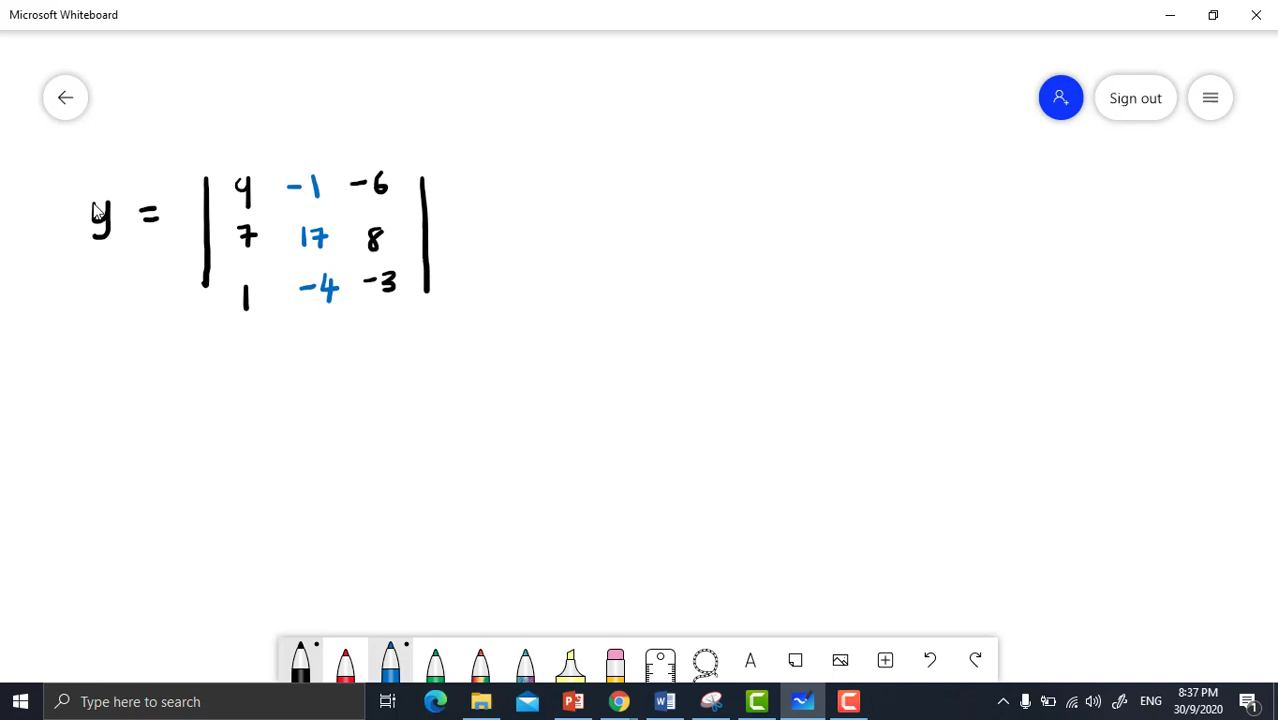 Microsoft Whiteboard
Sign out
4 -1 -6
y = 7 17 8
1 -4 -3
A
Type here to search
ENG
8:37 PM
30/9/2020
1